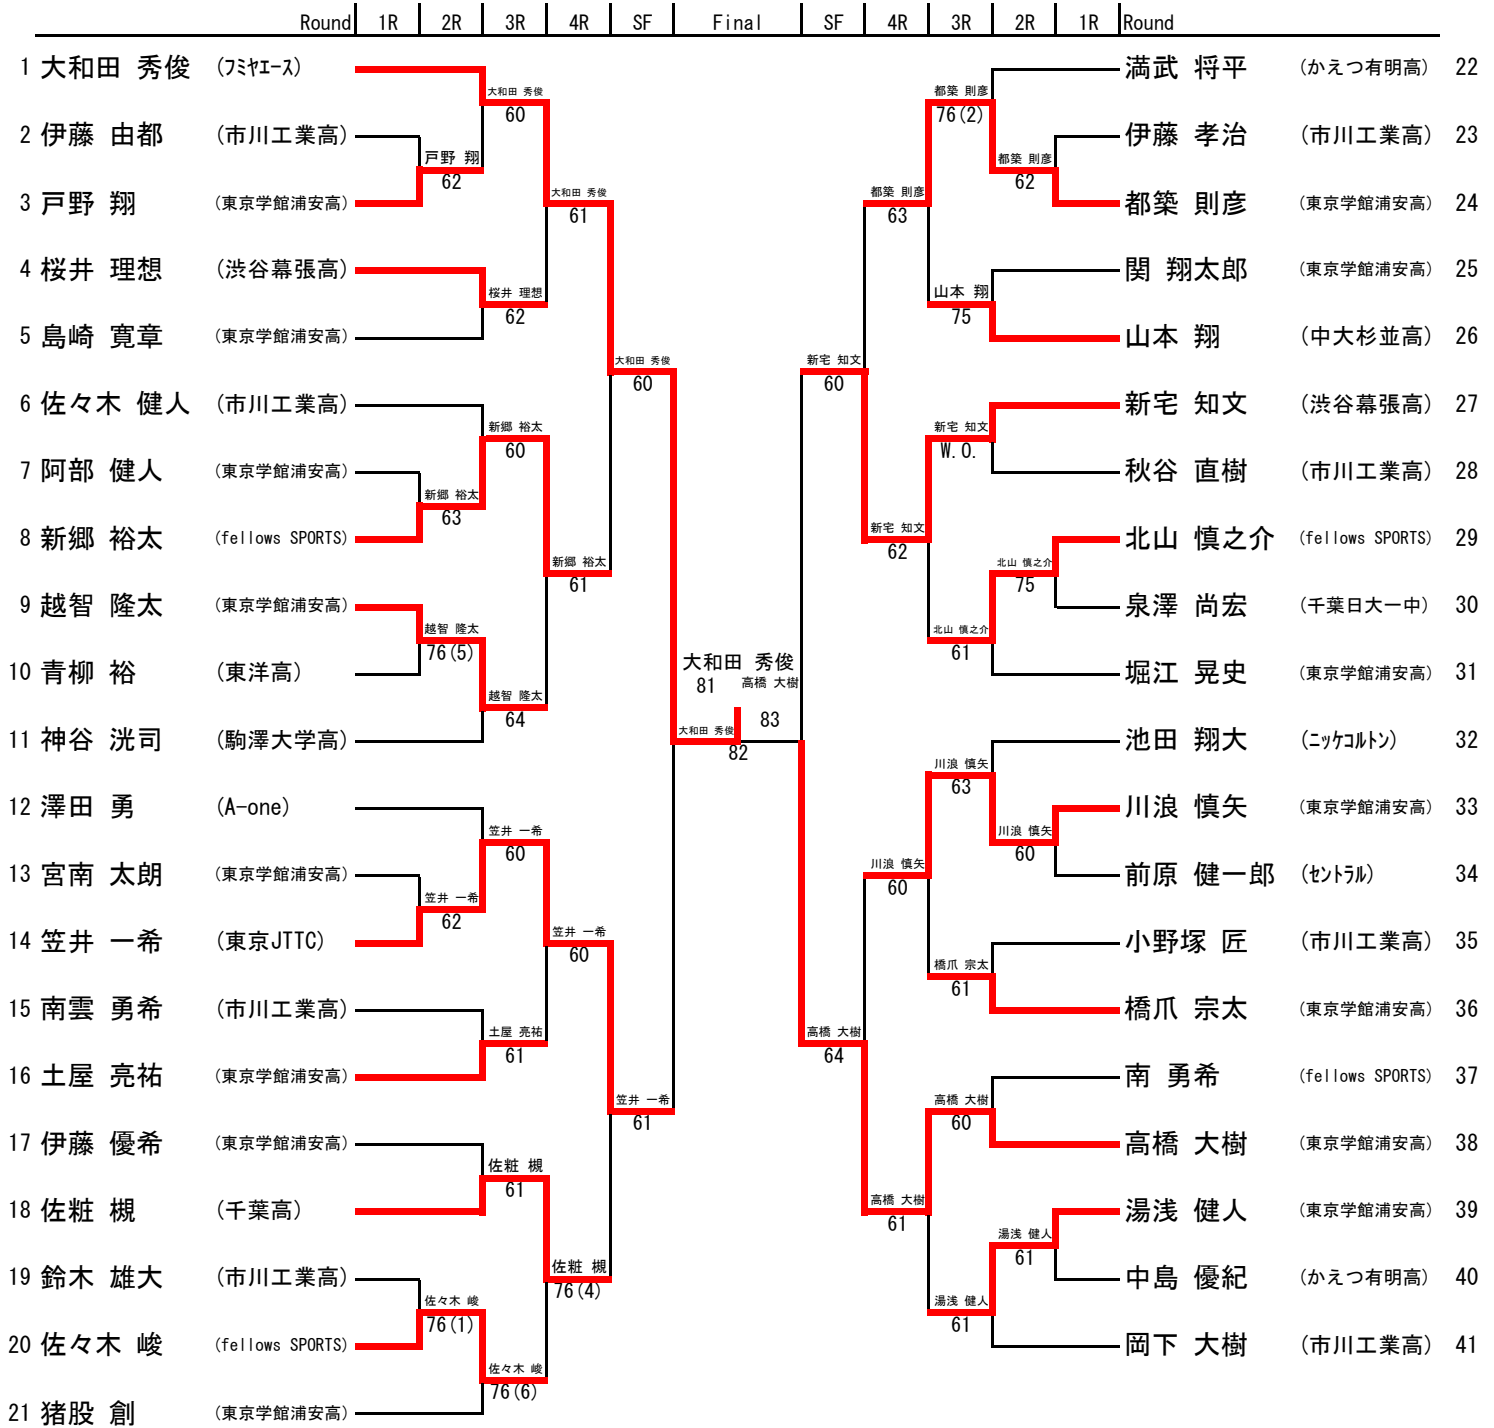 Round 1R 2R 3R 4R SF Final SF 4R 3R 2R 1R Round
1 大和田 秀俊 (フミヤエース)
2 伊藤 由都 (市川工業高)
3 戸野 翔 (東京学館浦安高)
4 桜井 理想 (渋谷幕張高)
5 島崎 寛章 (東京学館浦安高)
6 佐々木 健人 (市川工業高)
7 阿部 健人 (東京学館浦安高)
8 新郷 裕太 (fellows SPORTS)
9 越智 隆太 (東京学館浦安高)
10 青柳 裕 (東洋高)
11 神谷 洸司 (駒澤大学高)
12 澤田 勇 (A-one)
13 宮南 太朗 (東京学館浦安高)
14 笠井 一希 (東京JTTC)
15 南雲 勇希 (市川工業高)
16 土屋 亮祐 (東京学館浦安高)
17 伊藤 優希 (東京学館浦安高)
18 佐粧 槻 (千葉高)
19 鈴木 雄大 (市川工業高)
20 佐々木 峻 (fellows SPORTS)
21 猪股 創 (東京学館浦安高)
戸野 翔
62
新郷 裕太
63
越智 隆太
76(5)
笠井 一希
62
佐々木 峻
76(1)
大和田 秀俊
60
桜井 理想
62
新郷 裕太
60
越智 隆太
64
笠井 一希
60
土屋 亮祐
61
佐粧 槻
61
佐々木 峻
76(6)
大和田 秀俊
61
新郷 裕太
61
笠井 一希
60
佐粧 槻
76(4)
大和田 秀俊
60
笠井 一希
61
大和田 秀俊
81 高橋 大樹
大和田 秀俊 83
82
新宅 知文
60
高橋 大樹
64
都築 則彦
63
新宅 知文
62
川浪 慎矢
60
高橋 大樹
61
都築 則彦
76(2)
山本 翔
75
新宅 知文
W.O.
北山 慎之介
61
川浪 慎矢
63
橋爪 宗太
61
高橋 大樹
60
湯浅 健人
61
都築 則彦
62
北山 慎之介
75
川浪 慎矢
60
湯浅 健人
61
満武 将平 (かえつ有明高) 22
伊藤 孝治 (市川工業高) 23
都築 則彦 (東京学館浦安高) 24
関 翔太郎 (東京学館浦安高) 25
山本 翔 (中大杉並高) 26
新宅 知文 (渋谷幕張高) 27
秋谷 直樹 (市川工業高) 28
北山 慎之介 (fellows SPORTS) 29
泉澤 尚宏 (千葉日大一中) 30
堀江 晃史 (東京学館浦安高) 31
池田 翔大 (ニッケコルトン) 32
川浪 慎矢 (東京学館浦安高) 33
前原 健一郎 (セントラル) 34
小野塚 匠 (市川工業高) 35
橋爪 宗太 (東京学館浦安高) 36
南 勇希 (fellows SPORTS) 37
高橋 大樹 (東京学館浦安高) 38
湯浅 健人 (東京学館浦安高) 39
中島 優紀 (かえつ有明高) 40
岡下 大樹 (市川工業高) 41